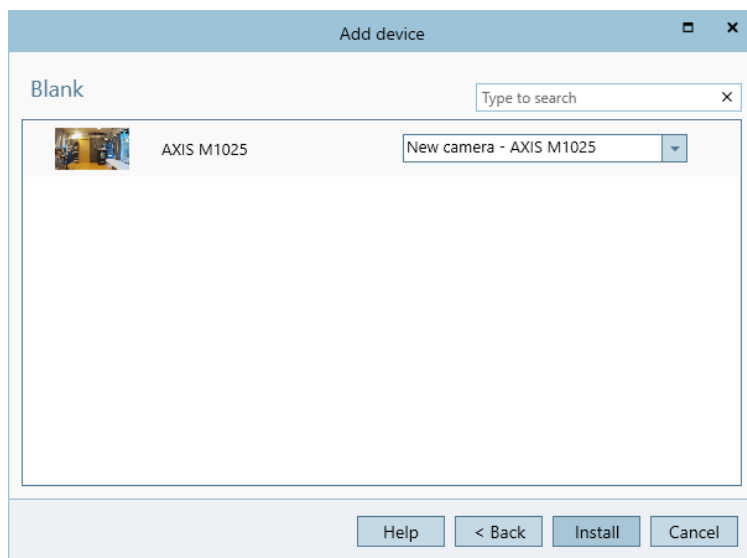 Add device
Blank
Type to search
AXIS M1025
New camera - AXIS M1025
Help
< Back
Install
Cancel